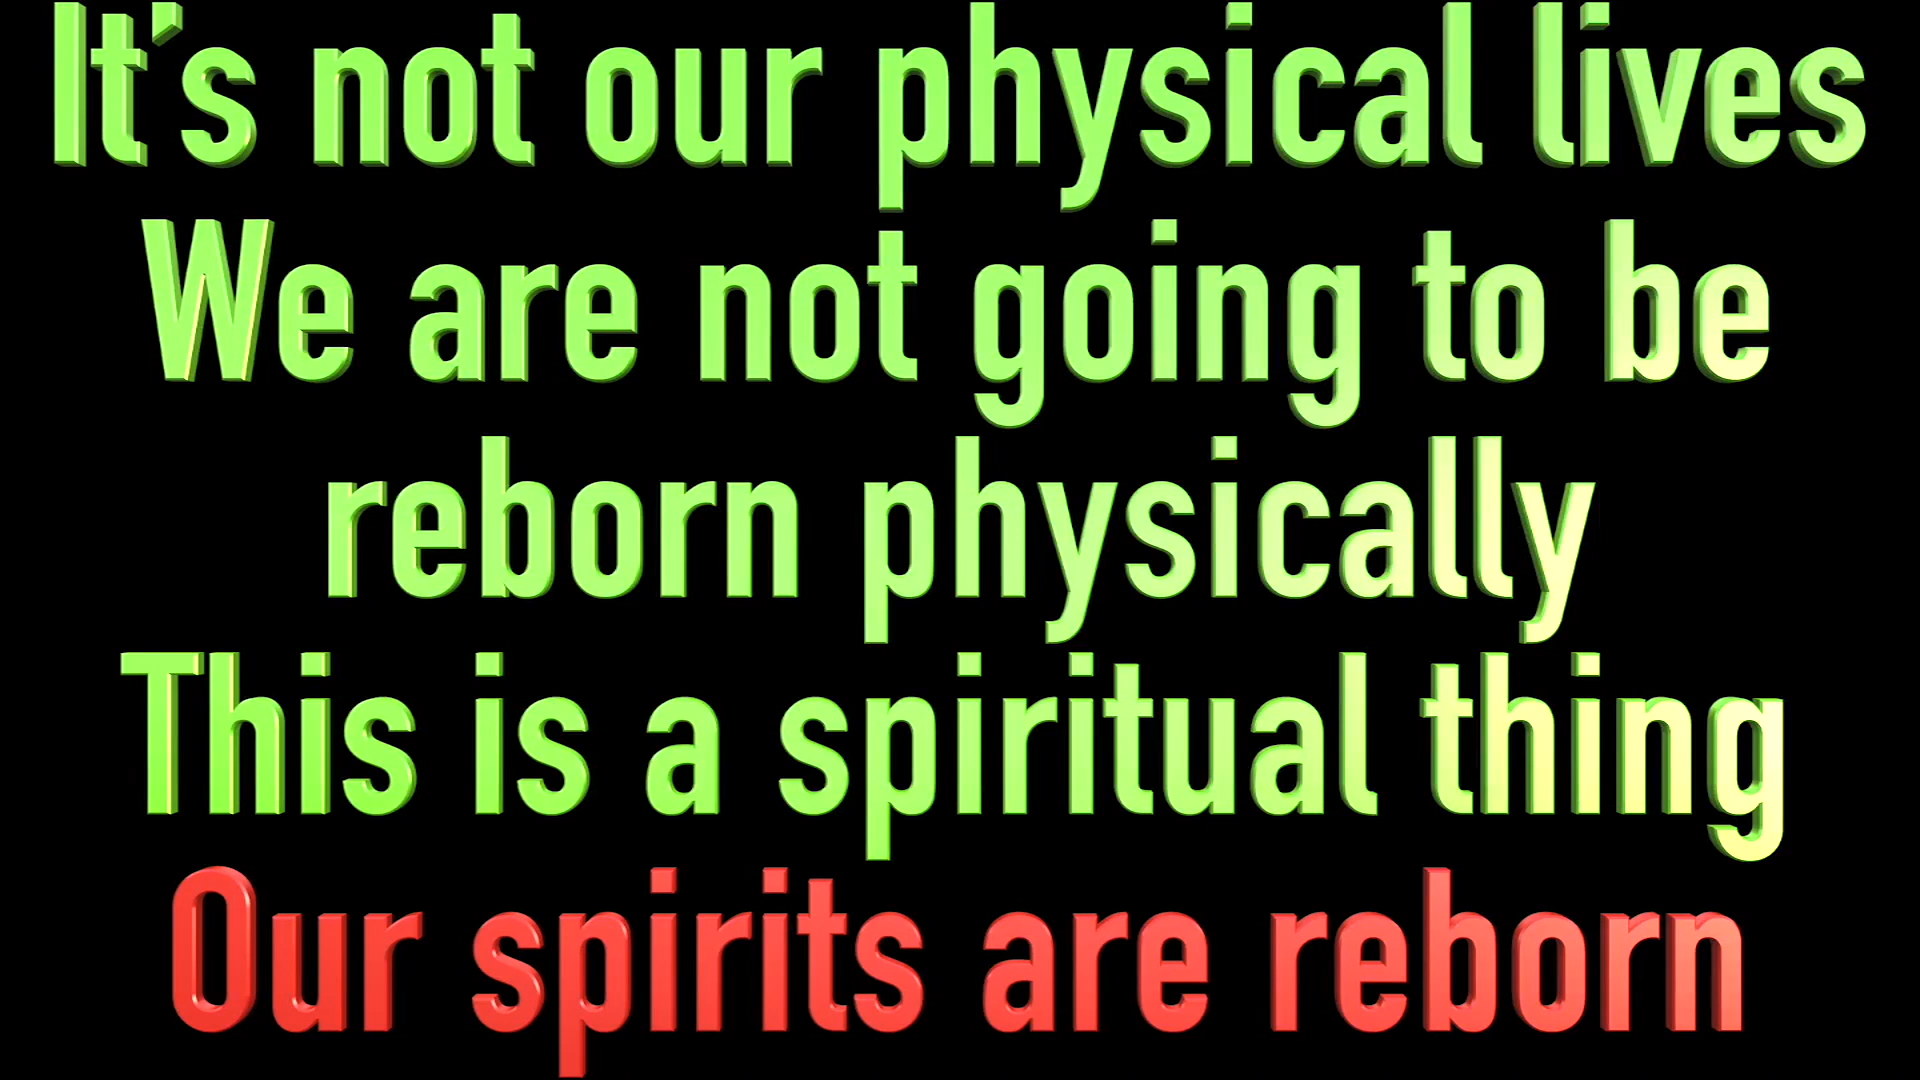 It's not our physical lives
We are not going to be
reborn physically
This is a spiritual thing
Our spirits are reborn